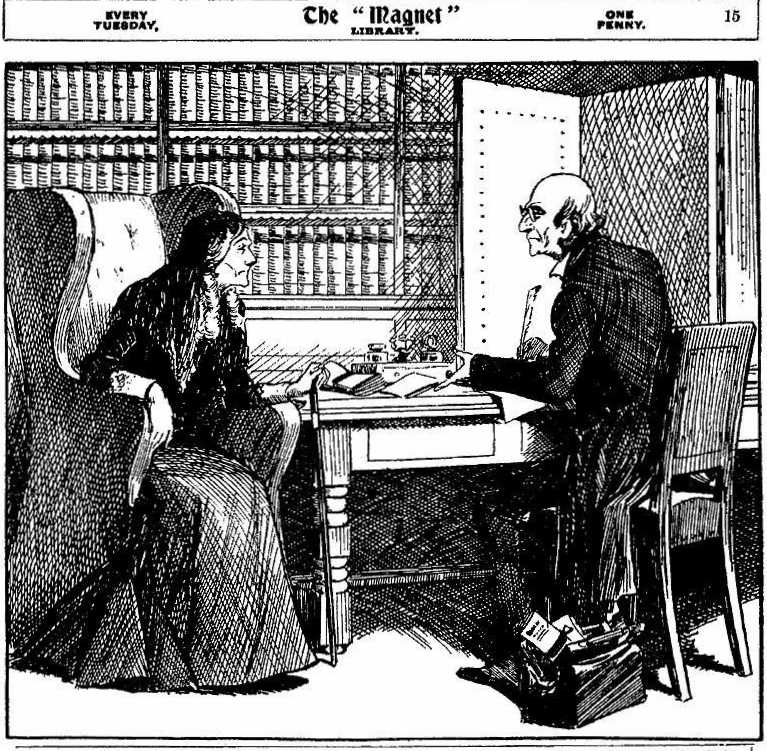 EVERY
TUESDAY,
The "Magnet"
LIBRARY.
ONE
PENNY.
15